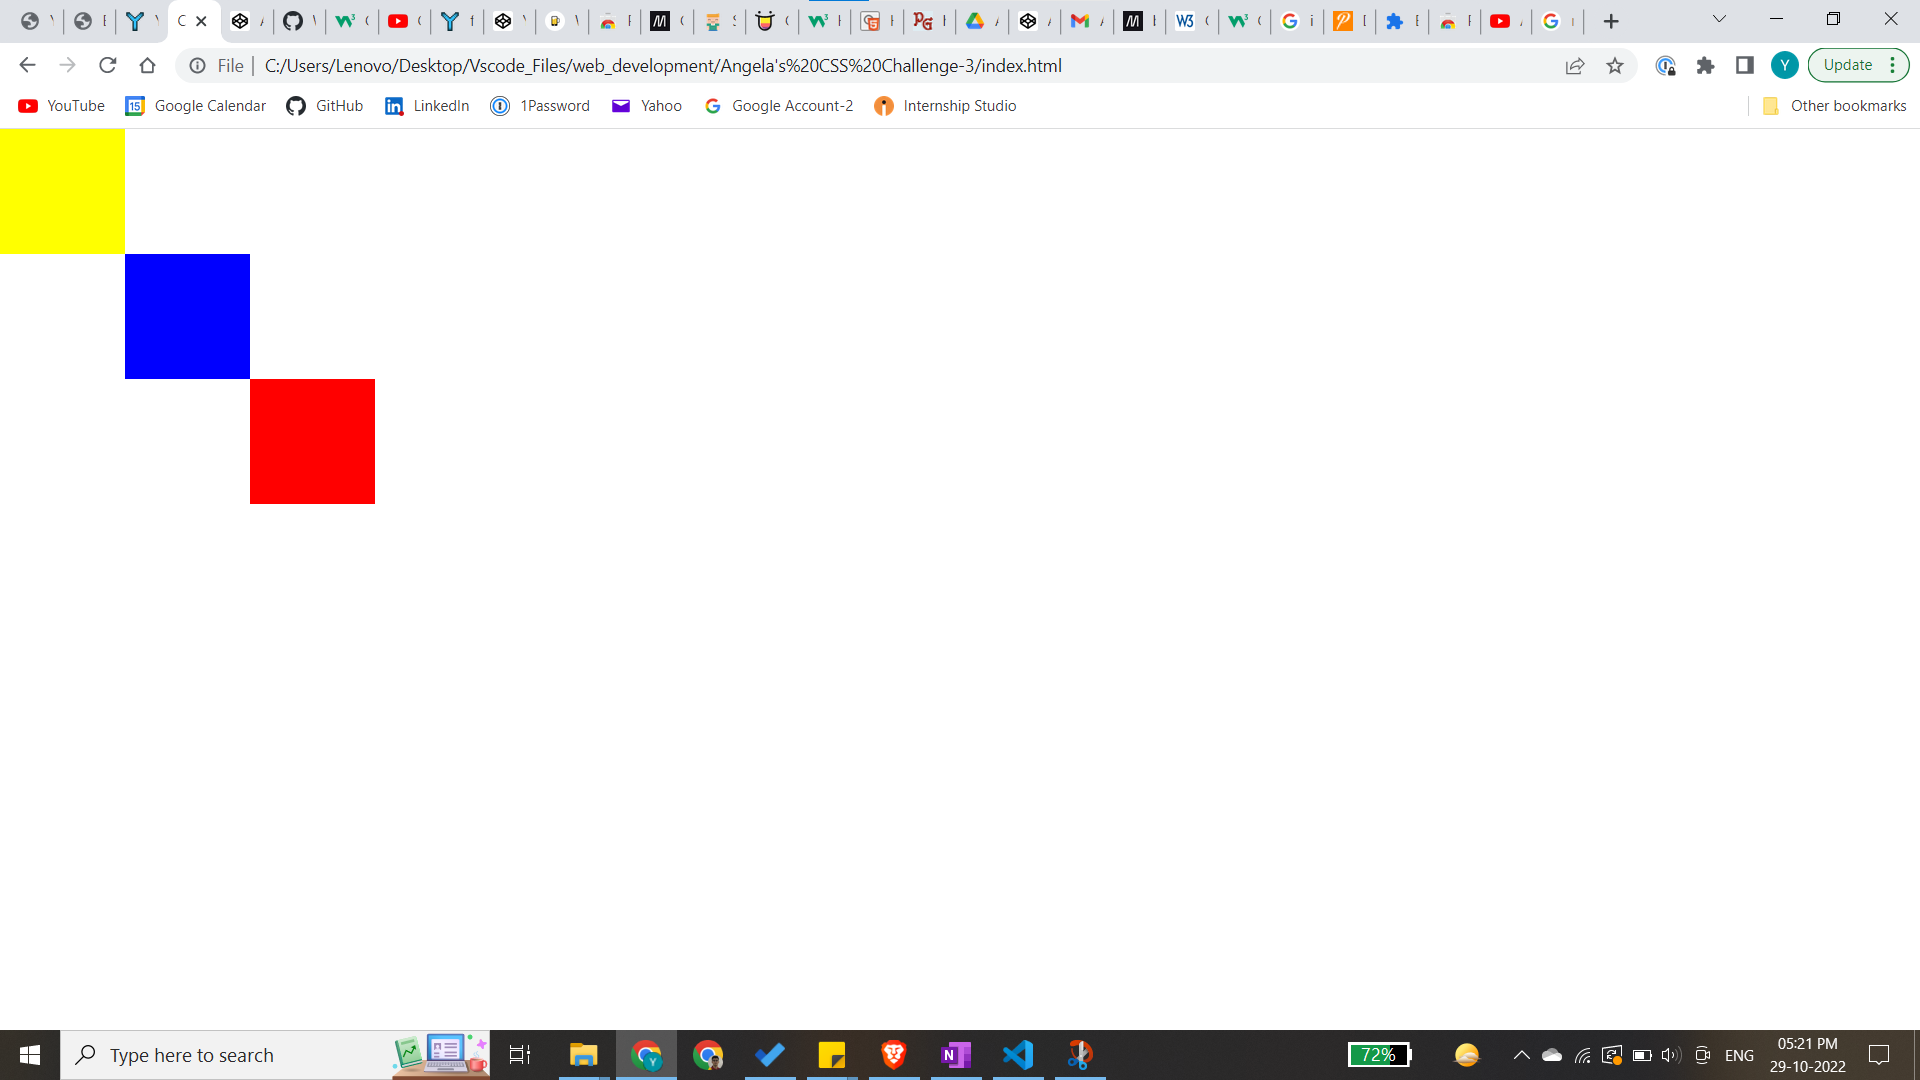 File C:/Users/Lenovo/Desktop/Vscode_Files/web_development/Angela's%20CSS%20Challenge-3/index.html
Y
Update
YouTube
15
Google Calendar
GitHub
LinkedIn
1Password
Yahoo
Google Account-2
Internship Studio
Other bookmarks
Type here to search
72%
ENG
05:21 PM
29-10-2022